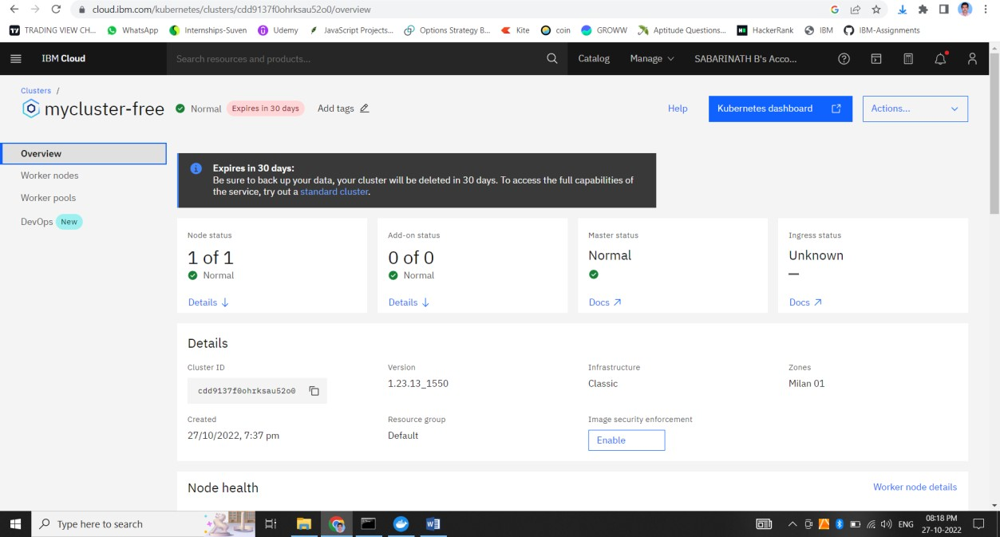 cloud.ibm.com/kubernetes/clusters/cdd9137f0ohrksau52o0/overview
TRADING VIEW CH... WhatsApp Internships-Suven Udemy JavaScript Projects... Options Strategy B... Kite coin GROWW Aptitude Questions... HackerRank IBM IBM-Assignments
IBM Cloud Search resources and products... Catalog Manage SABARINATH B's Acco...
Clusters /
mycluster-free Normal Expires in 30 days Add tags Help Kubernetes dashboard Actions...
Overview
Worker nodes
Worker pools
DevOps New
Expires in 30 days:
Be sure to back up your data, your cluster will be deleted in 30 days. To access the full capabilities of
the service, try out a standard cluster.
Node status Add-on status Master status Ingress status
1 of 1 0 of 0 Normal Unknown
Normal Normal
Details Details Docs Docs
Details
Cluster ID Version Infrastructure Zones
cdd9137f0ohrksau52o0 1.23.13_1550 Classic Milan 01
Created Resource group Image security enforcement
27/10/2022, 7:37 pm Default Enable
Node health Worker node details
Type here to search ENG 08:18 PM
27-10-2022